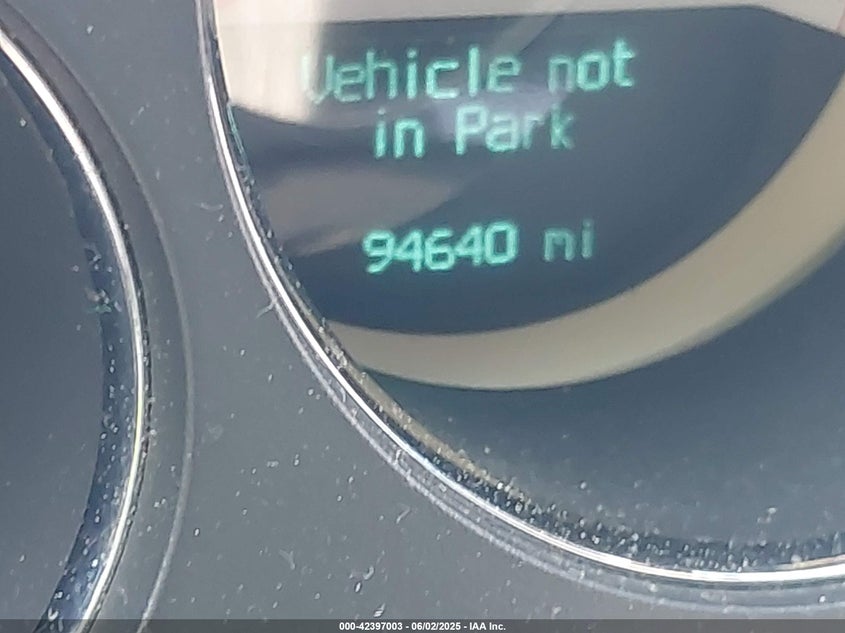 Vehicle not
in Park
94640 mi
000-42397003 - 06/02/2025 - IAA Inc.